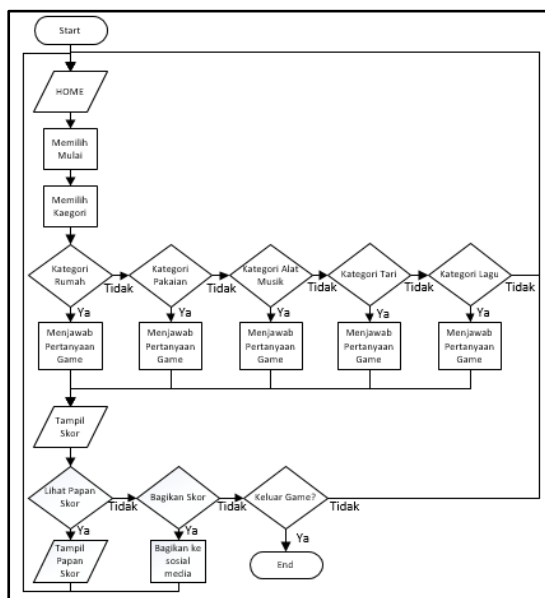 Start
HOME
Memilih
Mulai
Memilih
Kaegori
Kategori
Rumah
Tidak
Kategori
Pakaian
Tidak
Kategori Alat
Musik
Tidak
Kategori Tari
Tidak
Kategori Lagu
Tidak
Ya
Ya
Ya
Ya
Ya
Menjawab
Pertanyaan
Game
Menjawab
Pertanyaan
Game
Menjawab
Pertanyaan
Game
Menjawab
Pertanyaan
Game
Menjawab
Pertanyaan
Game
Tampil
Skor
Lihat Papan
Skor
Tidak
Bagikan Skor
Tidak
Keluar Game?
Tidak
Ya
Ya
Ya
Tampil
Papan
Skor
Bagikan ke
sosial
media
End